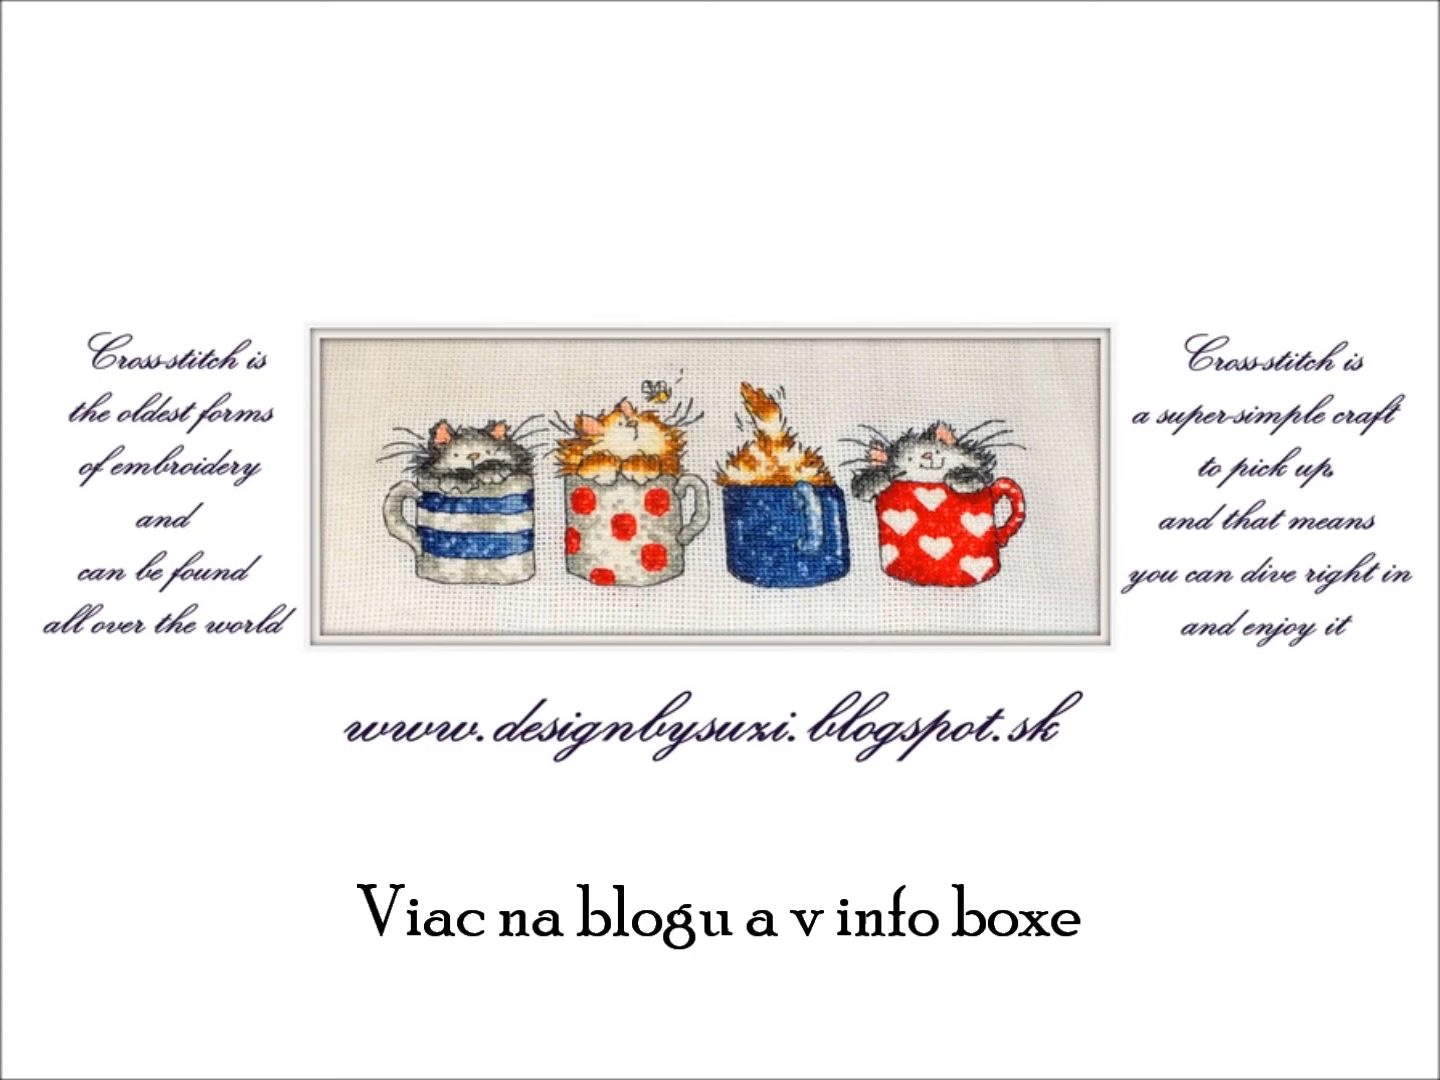 Cross-stitch is
the oldest forms
of embroidery
and
can be found
all over the world
Cross-stitch is
a super-simple craft
to pick up,
and that means
you can dive right in
and enjoy it
www.designbysuzi.blogspot.sk
Viac na blogu a v info boxe